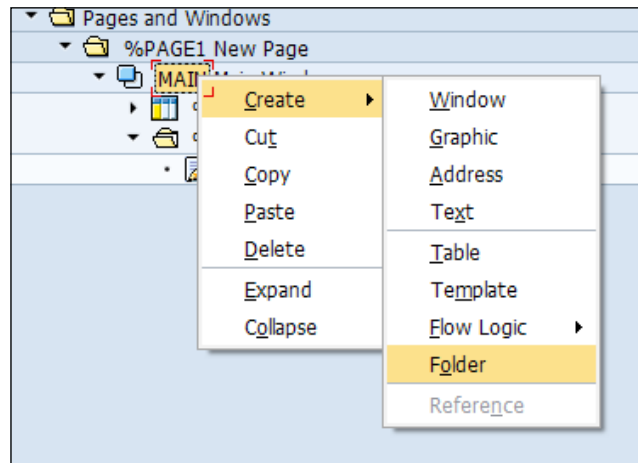 Pages and Windows
%PAGE1 New Page
MAIN Main
Create
Cut
Copy
Paste
Delete
Expand
Collapse
Window
Graphic
Address
Text
Table
Template
Flow Logic
Folder
Reference